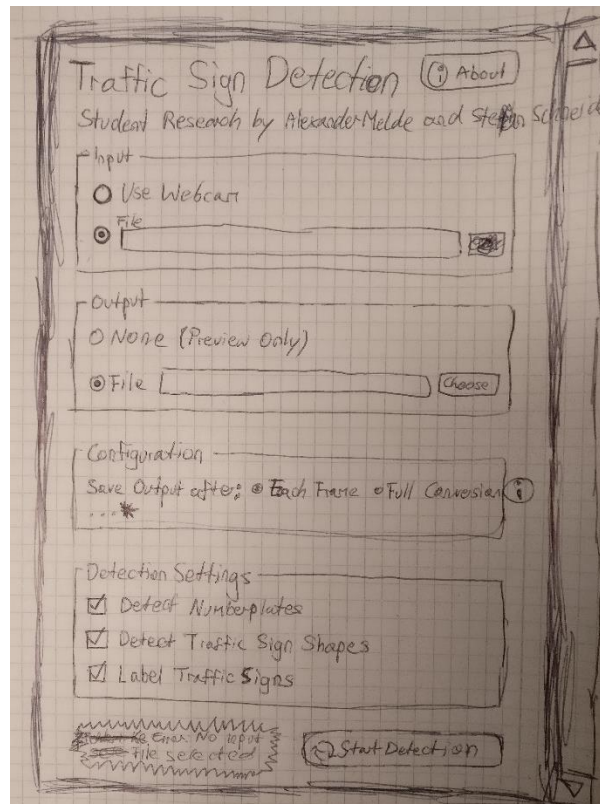 Traffic Sign Detection
i About
Student Research by Alexander Melde and Stefan Schneid
Input
Use Webcam
File
Output
None (Preview Only)
File
Choose
Configuration
Save Output after: Each Frame Full Conversion i
...*
Detection Settings
Detect Numberplates
Detect Traffic Sign Shapes
Label Traffic Signs
Error: No input
file selected
Start Detection